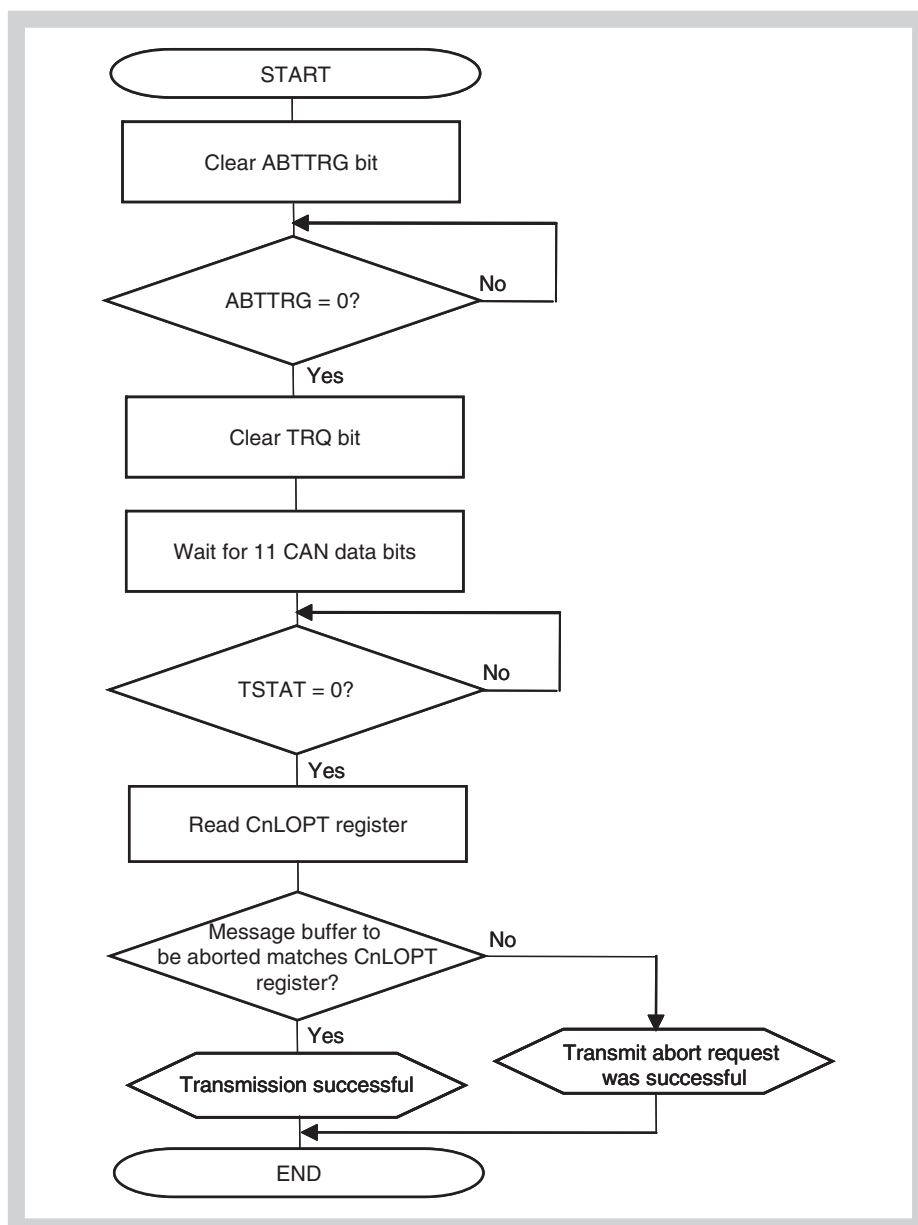 START
Clear ABTTRG bit
ABTTRG = 0?
No
Yes
Clear TRQ bit
Wait for 11 CAN data bits
TSTAT = 0?
No
Yes
Read CnLOPT register
Message buffer to
be aborted matches CnLOPT
register?
No
Yes
Transmission successful
Transmit abort request
was successful
END